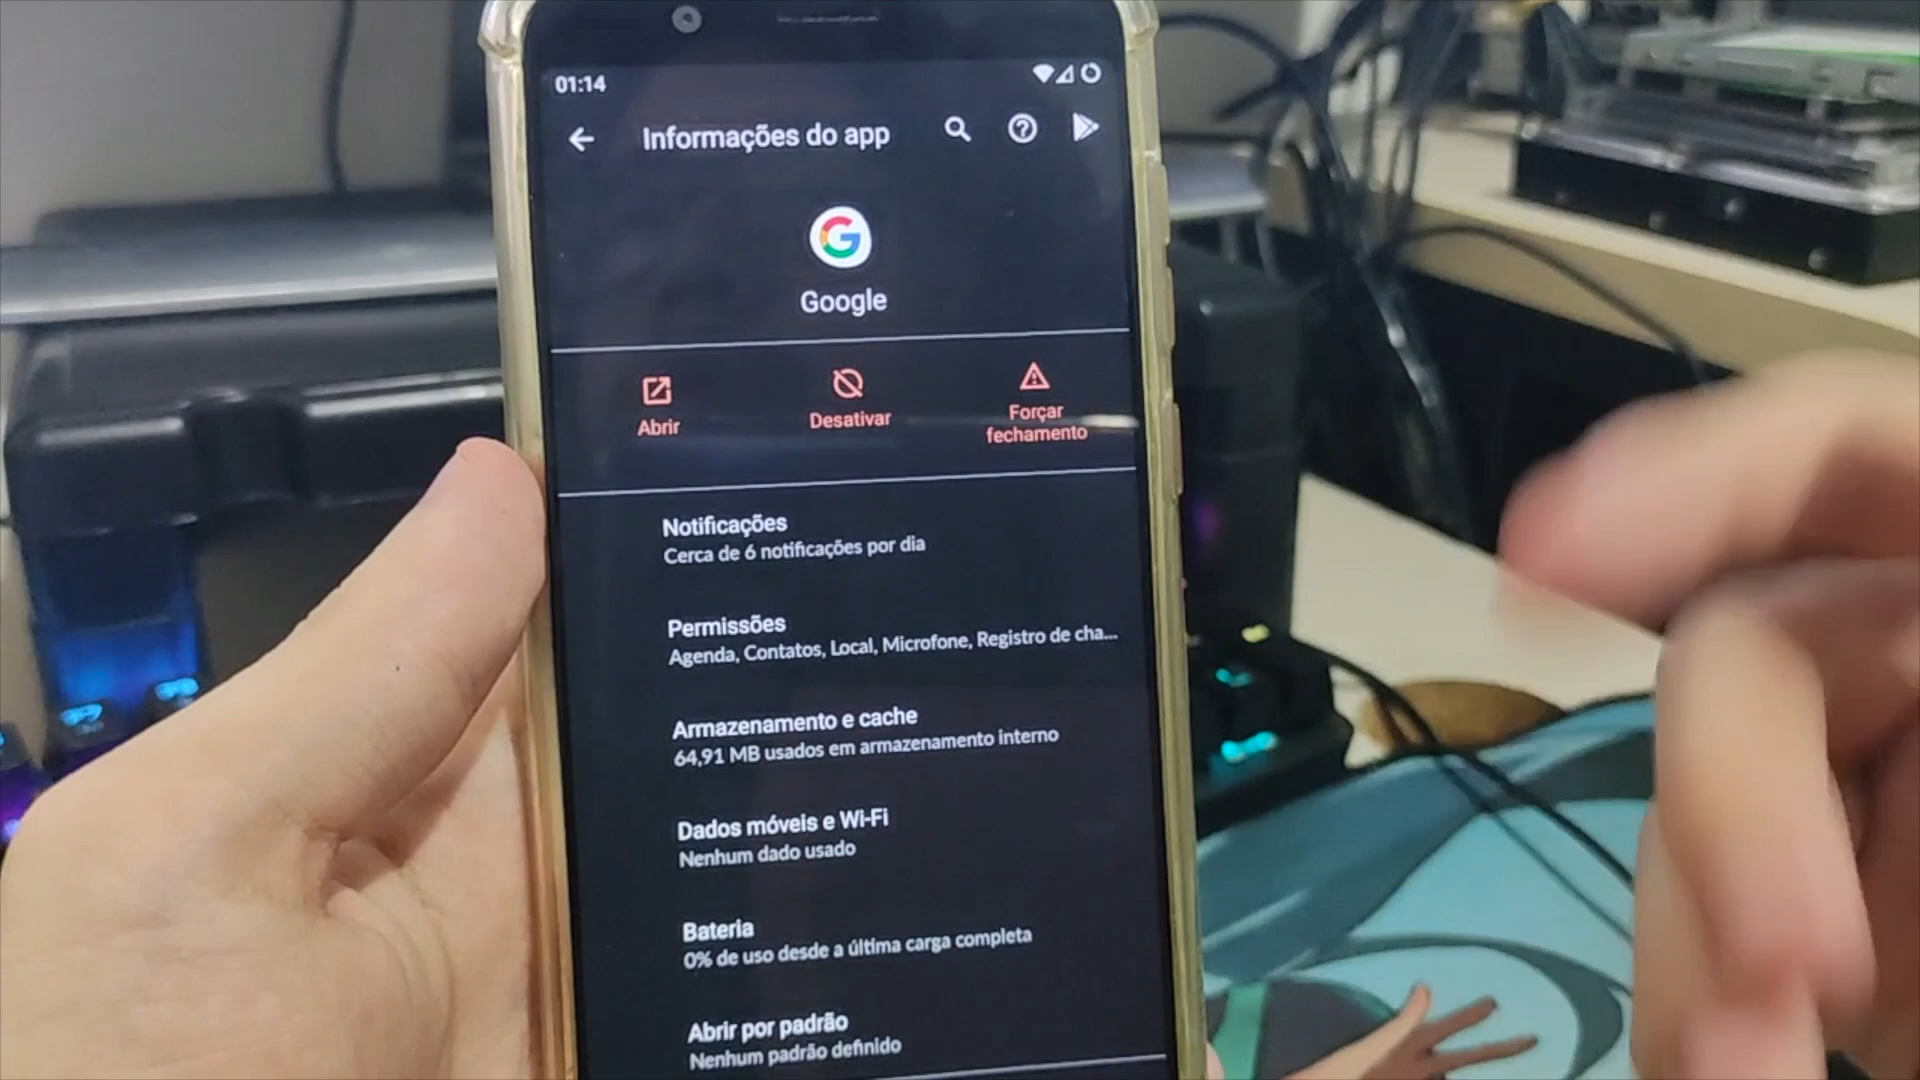 01:14
Informações do app
Google
Abrir
Desativar
Forçar
fechamento
Notificações
Cerca de 6 notificações por dia
Permissões
Agenda, Contatos, Local, Microfone, Registro de cha...
Armazenamento e cache
64,91 MB usados em armazenamento interno
Dados móveis e Wi-Fi
Nenhum dado usado
Bateria
0% de uso desde a última carga completa
Abrir por padrão
Nenhum padrão definido